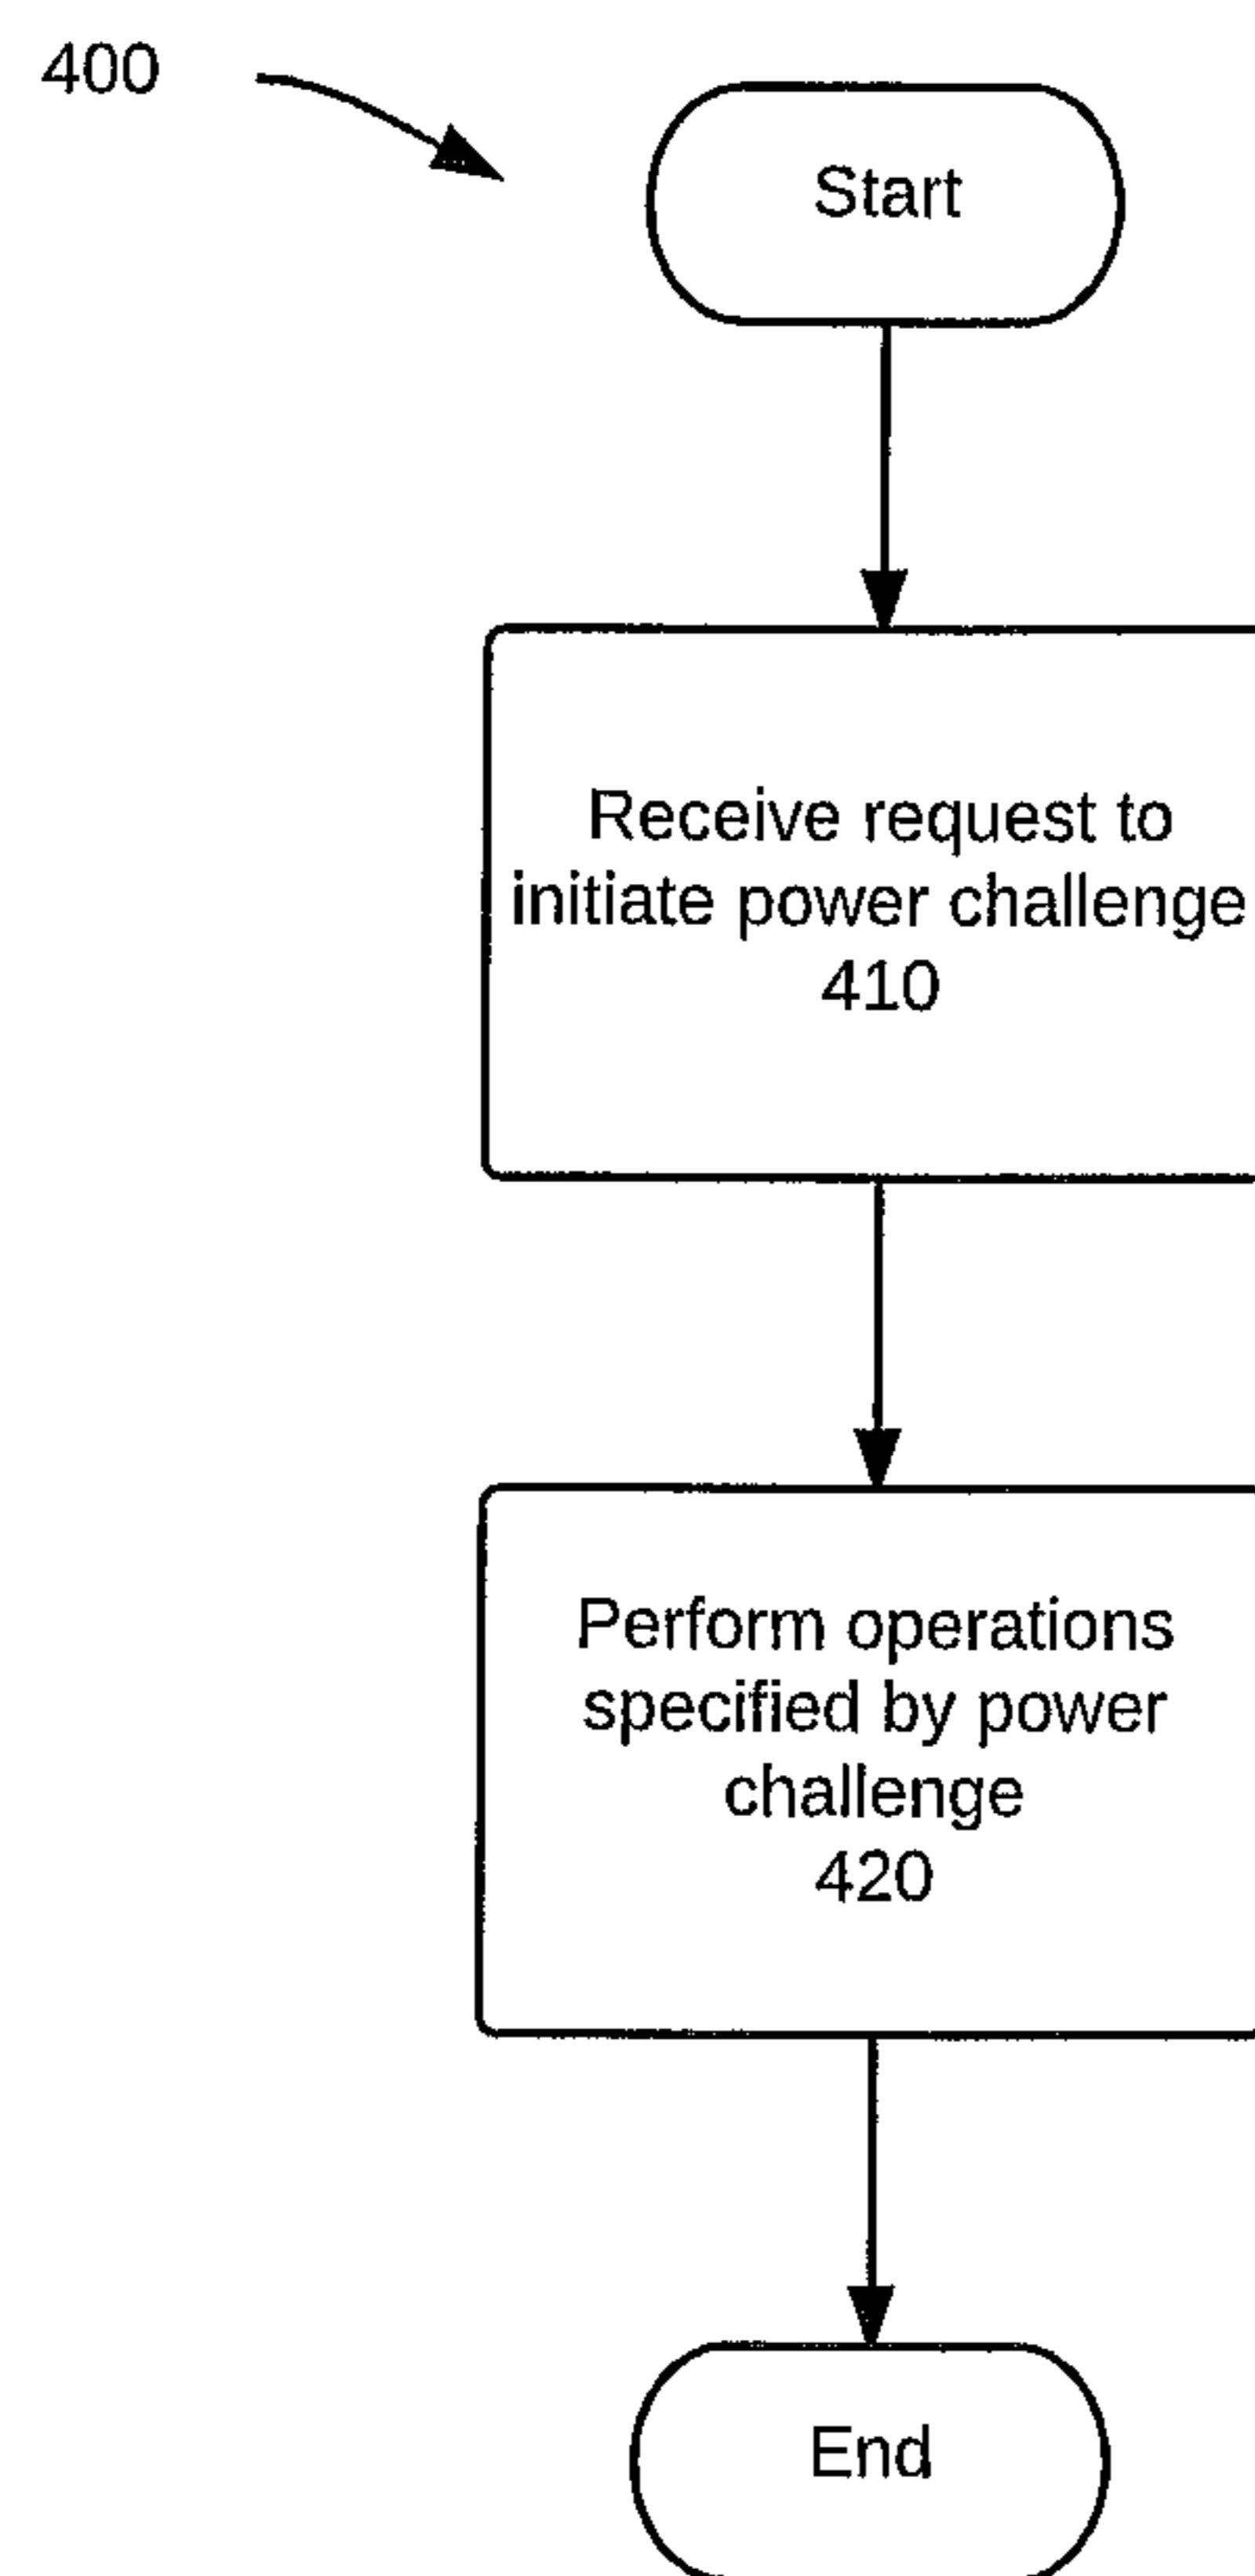 400
Start
Receive request to
initiate power challenge
410
Perform operations
specified by power
challenge
420
End